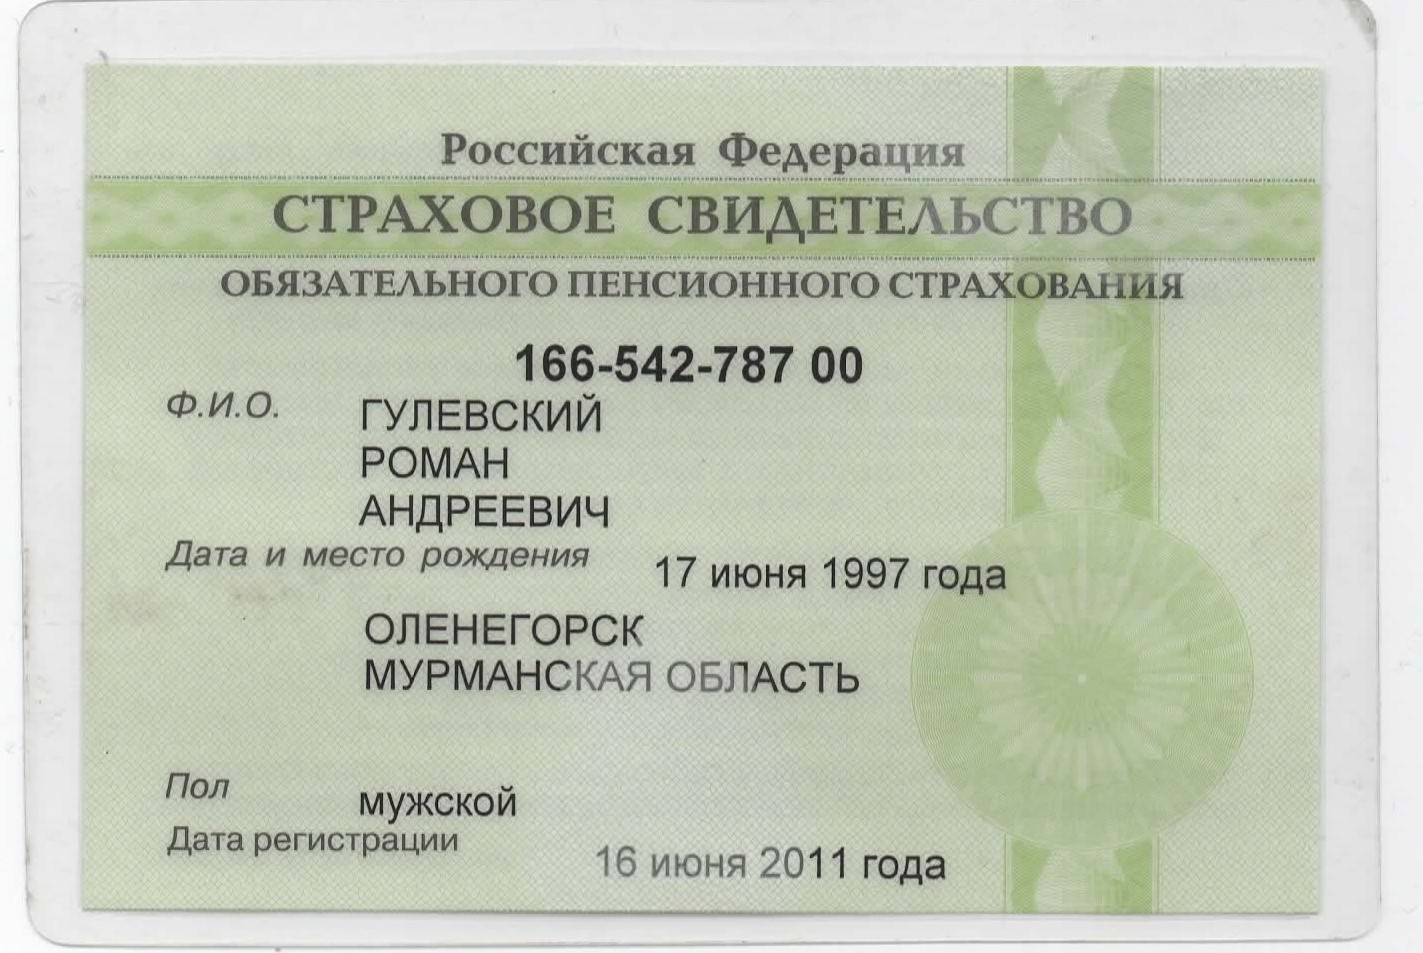 Российская Федерация
СТРАХОВОЕ СВИДЕТЕЛЬСТВО
ОБЯЗАТЕЛЬНОГО ПЕНСИОННОГО СТРАХОВАНИЯ
166-542-787 00
Ф.И.О. ГУЛЕВСКИЙ
РОМАН
АНДРЕЕВИЧ
Дата и место рождения 17 июня 1997 года
ОЛЕНЕГОРСК
МУРМАНСКАЯ ОБЛАСТЬ
Пол мужской
Дата регистрации 16 июня 2011 года